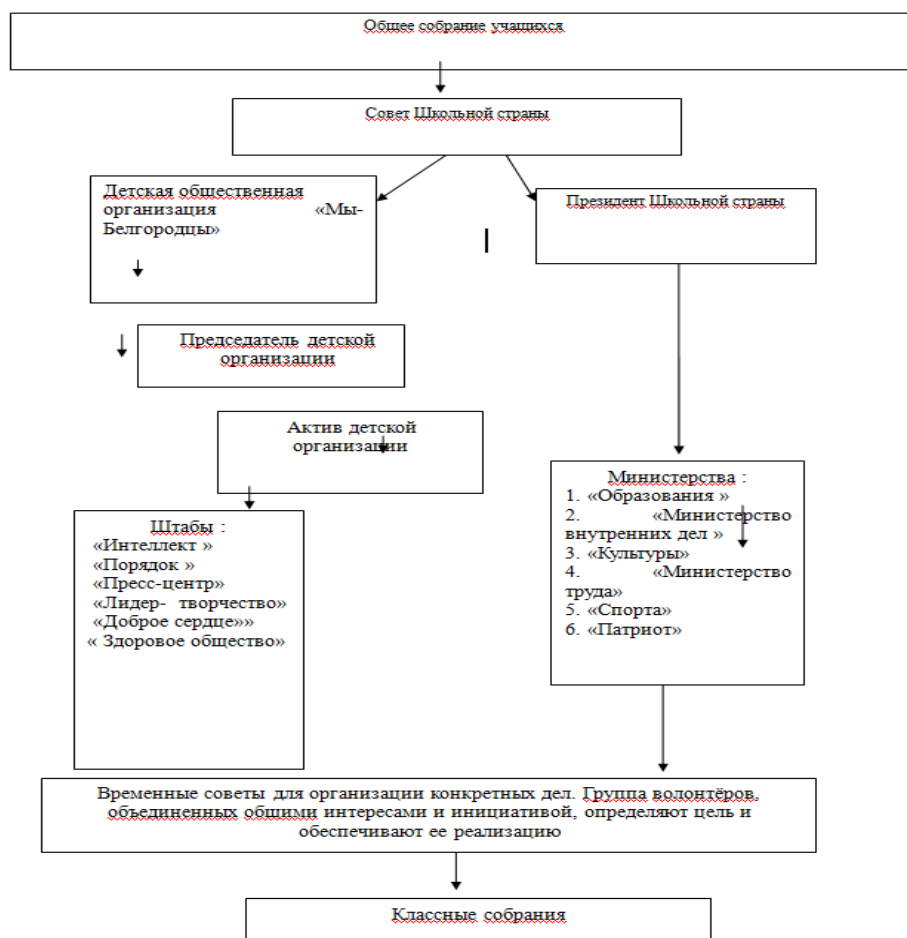 Общее собрание учащихся
Совет Школьной страны
Детская общественная
организация «Мы-
Белгородцы»
Президент Школьной страны
Председатель детской
организации
Актив детской
организации
Штабы :
«Интеллект »
«Порядок »
«Пресс-центр»
«Лидер- творчество»
«Доброе сердце»»
« Здоровое общество»
Министерства :
1. «Образования »
2. «Министерство
внутренних дел »
3. «Культуры»
4. «Министерство
труда»
5. «Спорта»
6. «Патриот»
Временные советы для организации конкретных дел. Группа волонтёров,
объединенных общими интересами и инициативой, определяют цель и
обеспечивают ее реализацию
Классные собрания